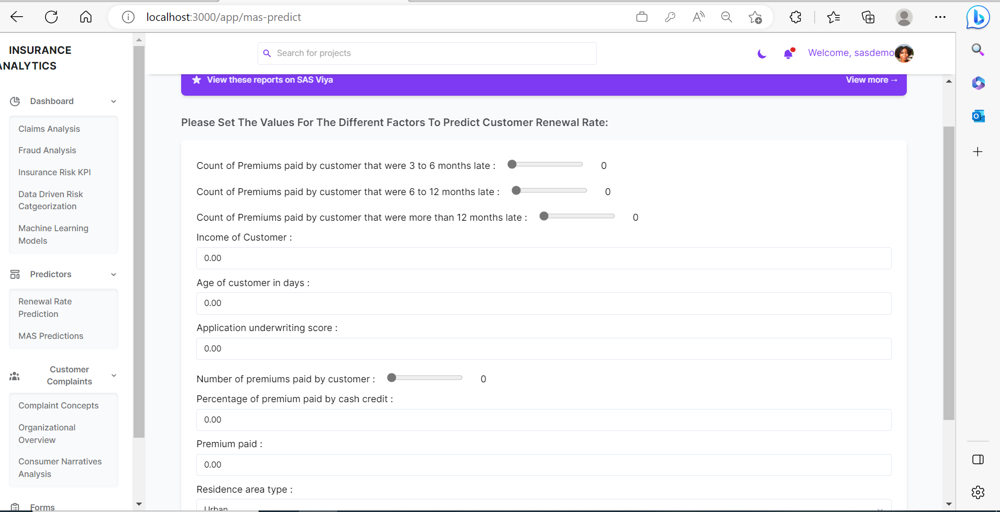 localhost:3000/app/mas-predict
INSURANCE
ANALYTICS
Dashboard
Claims Analysis
Fraud Analysis
Insurance Risk KPI
Data Driven Risk
Catgeorization
Machine Learning
Models
Predictors
Renewal Rate
Prediction
MAS Predictions
Customer
Complaints
Complaint Concepts
Organizational
Overview
Consumer Narratives
Analysis
Forms
Search for projects
Welcome, sasdemo
View these reports on SAS Viya
View more →
Please Set The Values For The Different Factors To Predict Customer Renewal Rate:
Count of Premiums paid by customer that were 3 to 6 months late : 0
Count of Premiums paid by customer that were 6 to 12 months late : 0
Count of Premiums paid by customer that were more than 12 months late : 0
Income of Customer :
0.00
Age of customer in days :
0.00
Application underwriting score :
0.00
Number of premiums paid by customer : 0
Percentage of premium paid by cash credit :
0.00
Premium paid :
0.00
Residence area type :
Urban